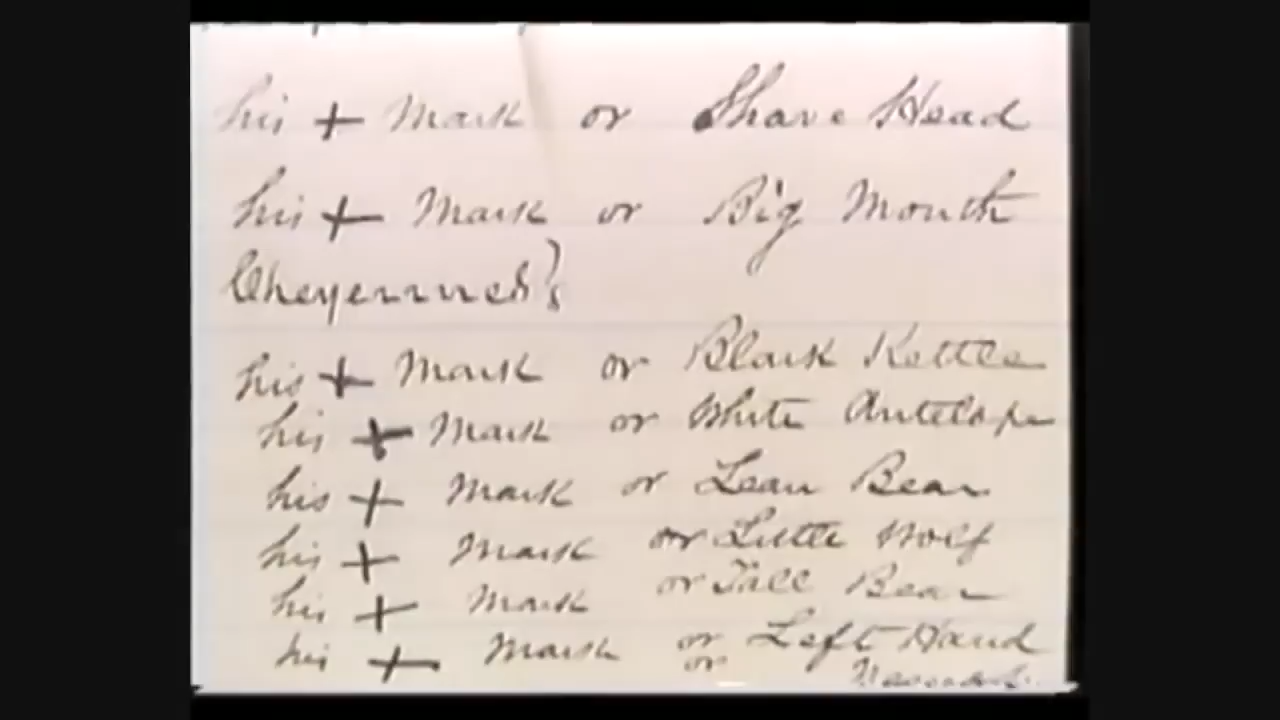 his + Mark or Shave Head
his + Mark or Big Mouth
Cheyennes
his + Mark or Black Kettle
his + Mark or White Antelope
his + Mark or Lean Bear
his + Mark or Little Wolf
his + Mark or Tall Bear
his + Mark or Left Hand
or